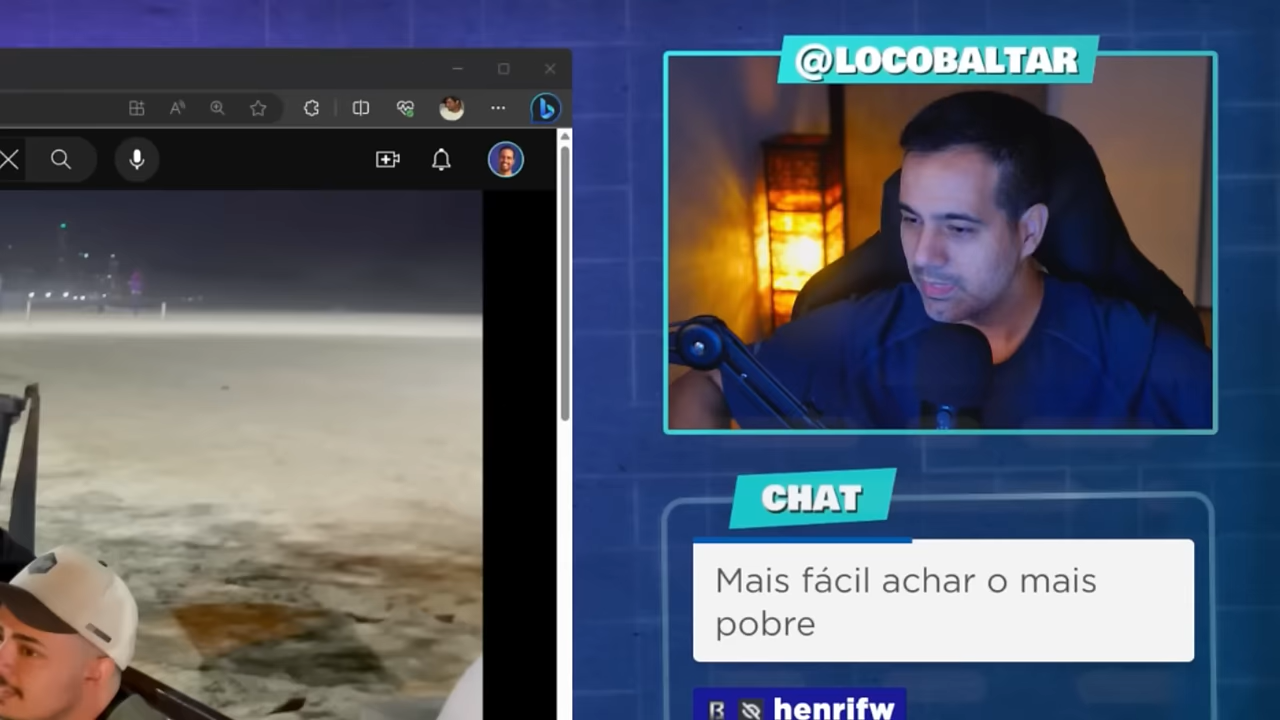 @LOCOBALTAR
CHAT
Mais fácil achar o mais
pobre
henrifw